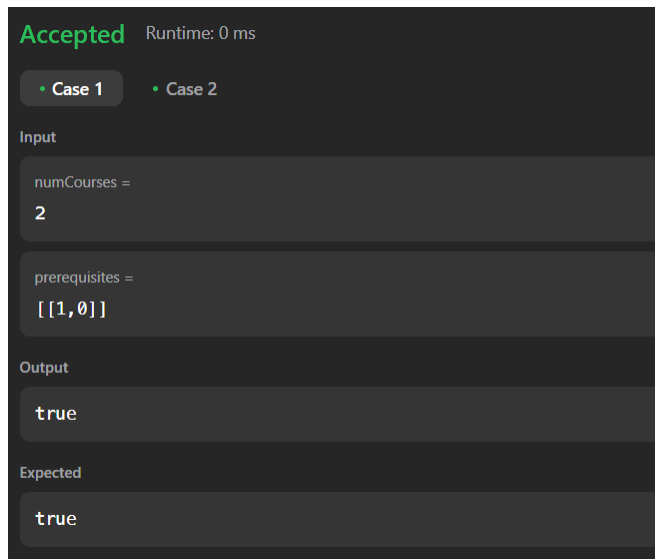 Accepted Runtime: 0 ms
• Case 1 • Case 2
Input
numCourses =
2
prerequisites =
[[1,0]]
Output
true
Expected
true